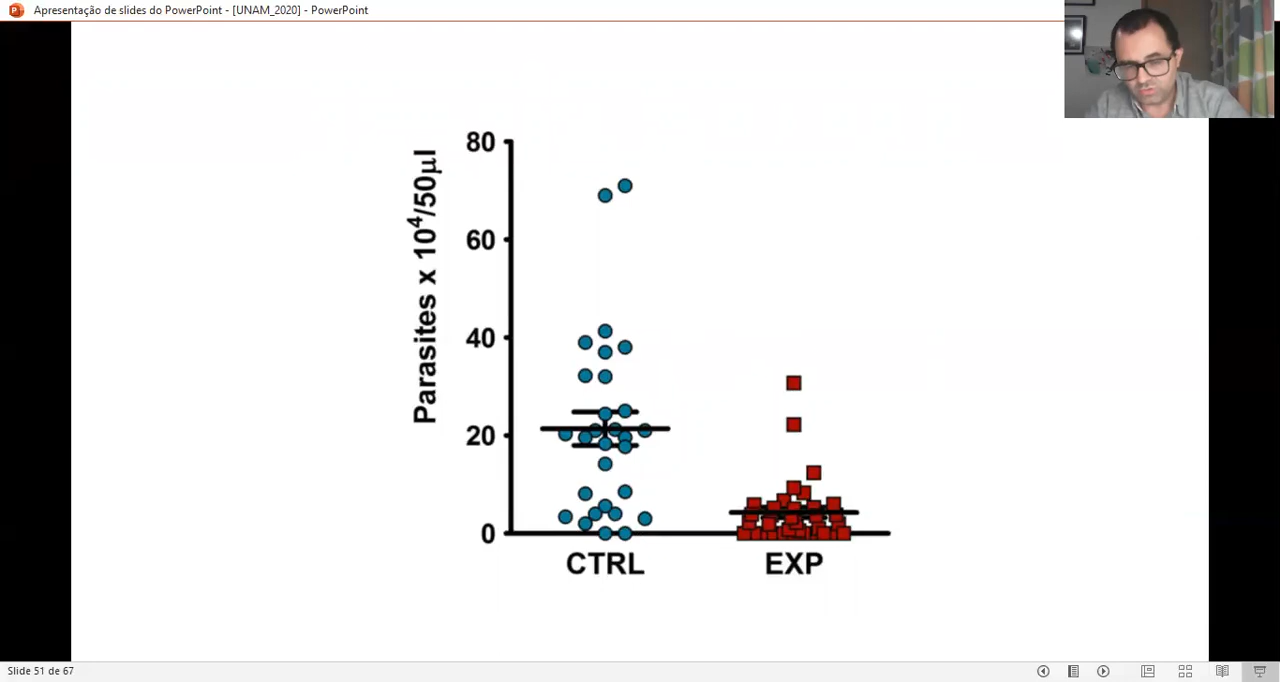 Apresentação de slides do PowerPoint - [UNAM_2020] - PowerPoint
Parasites x 10⁴/50µl
80
60
40
20
0
CTRL
EXP
Slide 51 de 67